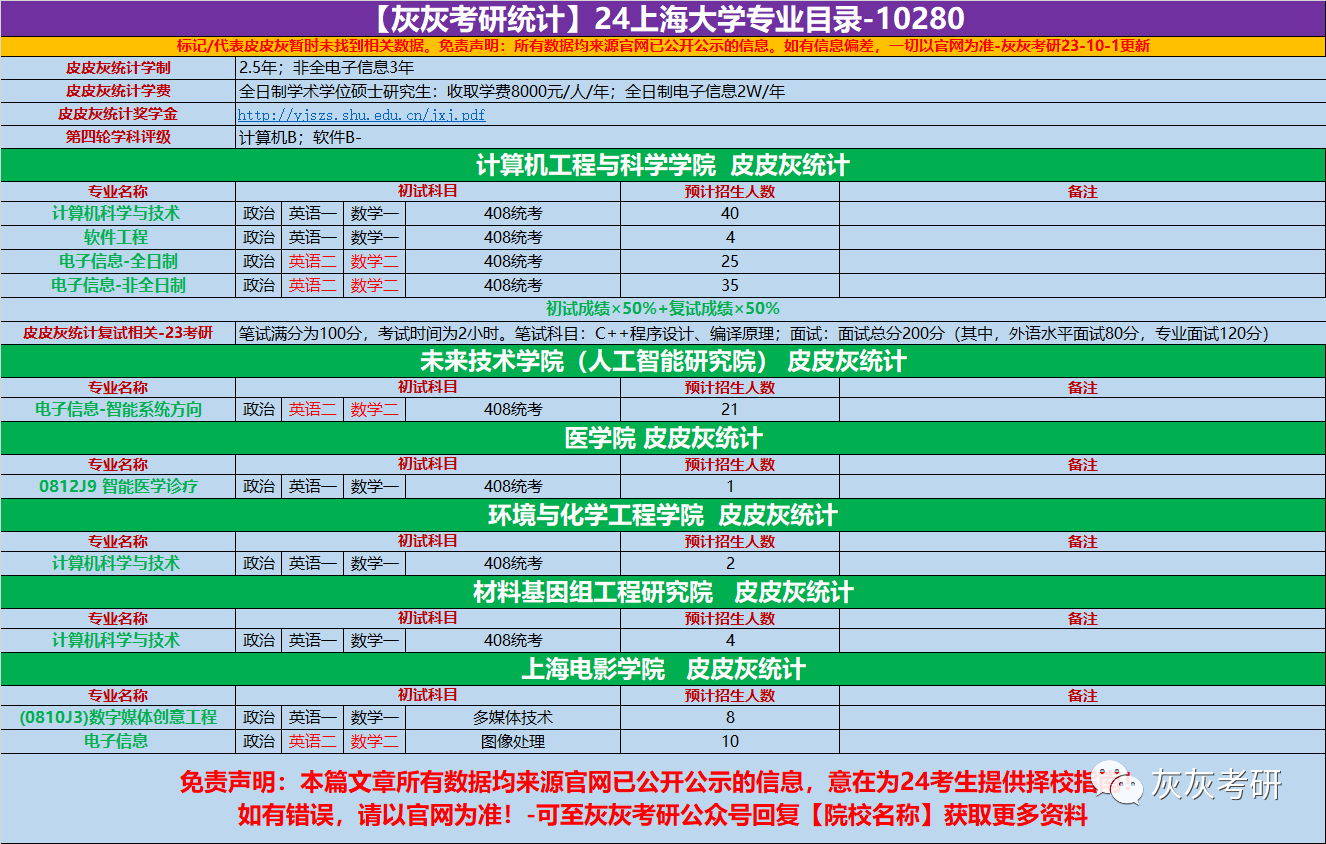 【灰灰考研统计】24上海大学专业目录-10280
标记/代表皮皮灰暂时未找到相关数据。免责声明：所有数据均来源官网已公开公示的信息。如有信息偏差，一切以官网为准-灰灰考研23-10-1更新
皮皮灰统计学制 2.5年；非全电子信息3年
皮皮灰统计学费 全日制学术学位硕士研究生：收取学费8000元/人/年；全日制电子信息2W/年
皮皮灰统计奖学金 http://yjszs.shu.edu.cn/jxj.pdf
第四轮学科评级 计算机B；软件B-
计算机工程与科学学院 皮皮灰统计
专业名称 初试科目 预计招生人数 备注
计算机科学与技术 政治 英语一 数学一 408统考 40
软件工程 政治 英语一 数学一 408统考 4
电子信息-全日制 政治 英语二 数学二 408统考 25
电子信息-非全日制 政治 英语二 数学二 408统考 35
初试成绩×50%+复试成绩×50%
皮皮灰统计复试相关-23考研 笔试满分为100分，考试时间为2小时。笔试科目：C++程序设计、编译原理；面试：面试总分200分（其中，外语水平面试80分，专业面试120分）
未来技术学院（人工智能研究院） 皮皮灰统计
专业名称 初试科目 预计招生人数 备注
电子信息-智能系统方向 政治 英语二 数学二 408统考 21
医学院 皮皮灰统计
专业名称 初试科目 预计招生人数 备注
0812J9 智能医学诊疗 政治 英语一 数学一 408统考 1
环境与化学工程学院 皮皮灰统计
专业名称 初试科目 预计招生人数 备注
计算机科学与技术 政治 英语一 数学一 408统考 2
材料基因组工程研究院 皮皮灰统计
专业名称 初试科目 预计招生人数 备注
计算机科学与技术 政治 英语一 数学一 408统考 4
上海电影学院 皮皮灰统计
专业名称 初试科目 预计招生人数 备注
(0810J3)数字媒体创意工程 政治 英语一 数学一 多媒体技术 8
电子信息 政治 英语二 数学二 图像处理 10
免责声明：本篇文章所有数据均来源官网已公开公示的信息，意在为24考生提供择校指
如有错误，请以官网为准！-可至灰灰考研公众号回复【院校名称】获取更多资料
灰灰考研